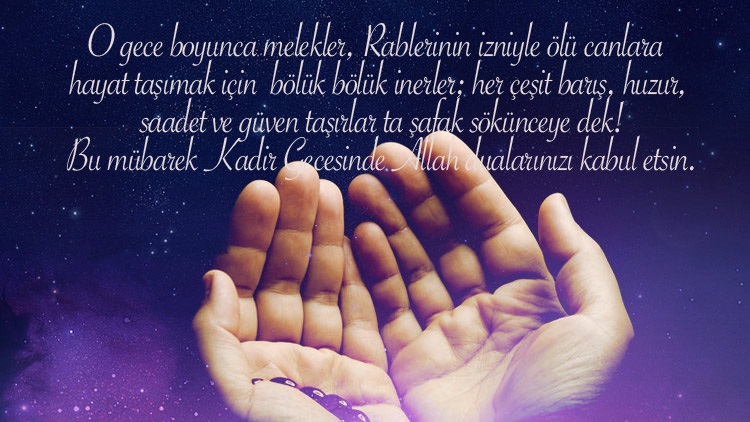 O gece boyunca melekler, Rablerinin izniyle ölü canlara
hayat taşımak için bölük bölük inerler; her çeşit barış, huzur,
saadet ve güven taşırlar ta şafak sökünceye dek!
Bu mübarek Kadir Gecesinde Allah dualarınızı kabul etsin.